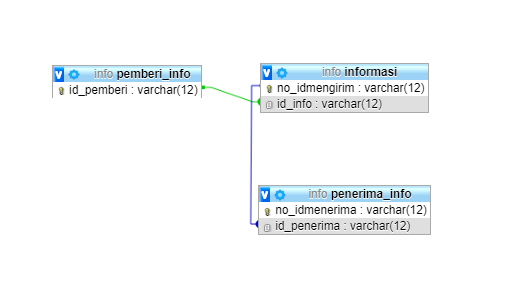 info pemberi_info
id_pemberi : varchar(12)
info informasi
no_idmengirim : varchar(12)
id_info : varchar(12)
info penerima_info
no_idmenerima : varchar(12)
id_penerima : varchar(12)